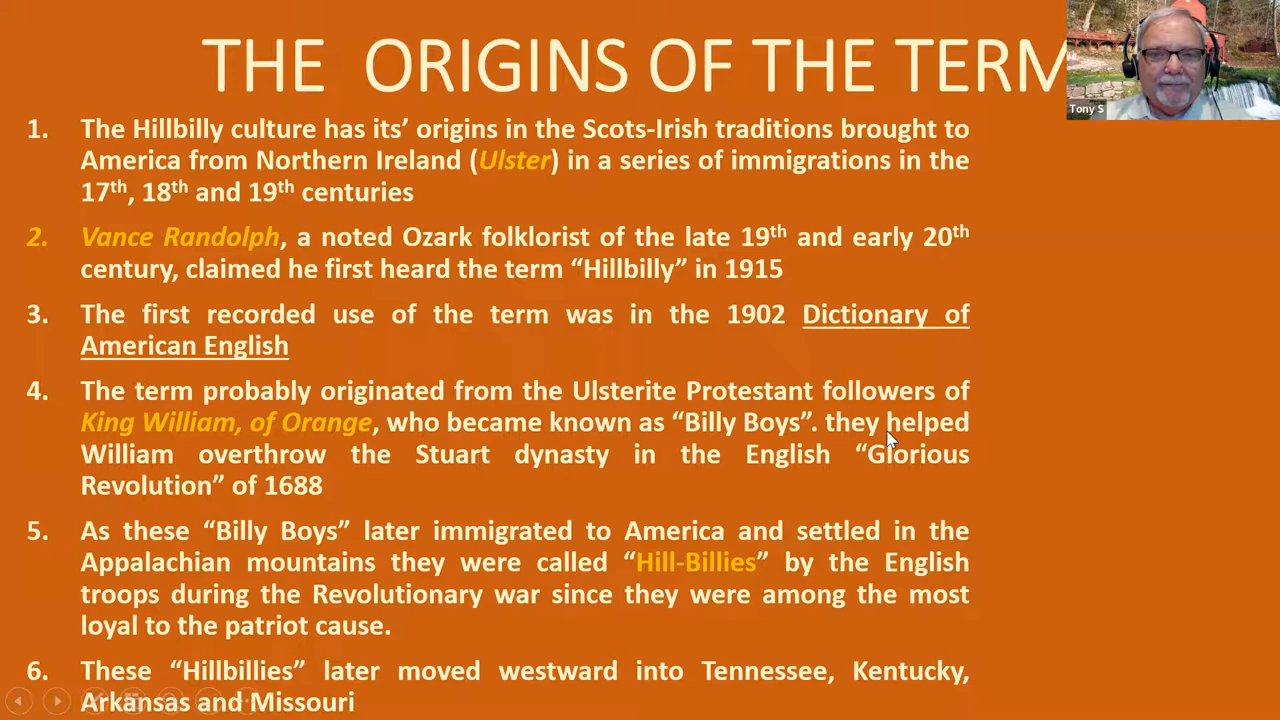 THE ORIGINS OF THE TERM
Tony S
1. The Hillbilly culture has its’ origins in the Scots-Irish traditions brought to
America from Northern Ireland (Ulster) in a series of immigrations in the
17th, 18th and 19th centuries
2. Vance Randolph, a noted Ozark folklorist of the late 19th and early 20th
century, claimed he first heard the term “Hillbilly” in 1915
3. The first recorded use of the term was in the 1902 Dictionary of
American English
4. The term probably originated from the Ulsterite Protestant followers of
King William, of Orange, who became known as “Billy Boys”. they helped
William overthrow the Stuart dynasty in the English “Glorious
Revolution” of 1688
5. As these “Billy Boys” later immigrated to America and settled in the
Appalachian mountains they were called “Hill-Billies” by the English
troops during the Revolutionary war since they were among the most
loyal to the patriot cause.
6. These “Hillbillies” later moved westward into Tennessee, Kentucky,
Arkansas and Missouri